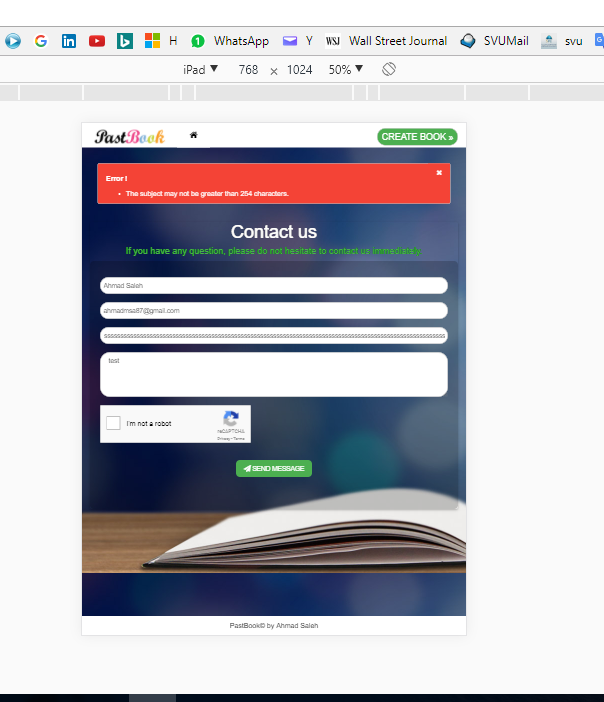 H WhatsApp Y WSJ Wall Street Journal SVUMail svu
iPad ▼ 768 × 1024 50% ▼
PastBook CREATE BOOK »
Error !
• The subject may not be greater than 254 characters.
Contact us
If you have any question, please do not hesitate to contact us immediately.
Ahmad Saleh
ahmadmsa87@gmail.com
test
I'm not a robot
reCAPTCHA
Privacy - Terms
SEND MESSAGE
PastBook© by Ahmad Saleh